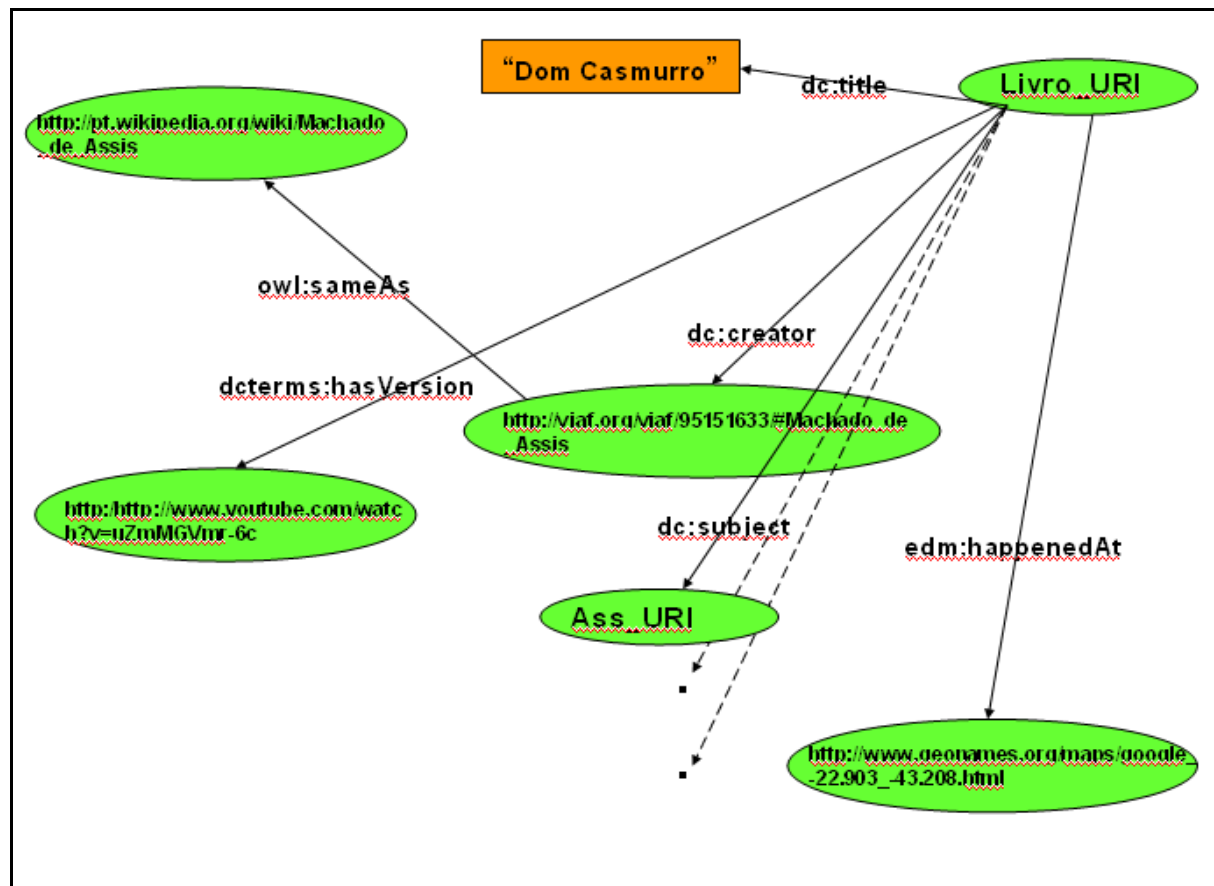 “Dom Casmurro”
dc:title
Livro_URI
http://pt.wikipedia.org/wiki/Machado
_de_Assis
owl:sameAs
dc:creator
dcterms:hasVersion
http://viaf.org/viaf/95151633/#Machado_de
_Assis
http:/http://www.youtube.com/watc
h?v=uZmMGVmr-6c
dc:subject
edm:happenedAt
Ass_URI
http://www.geonames.org/maps/google_
-22.903_-43.208.html